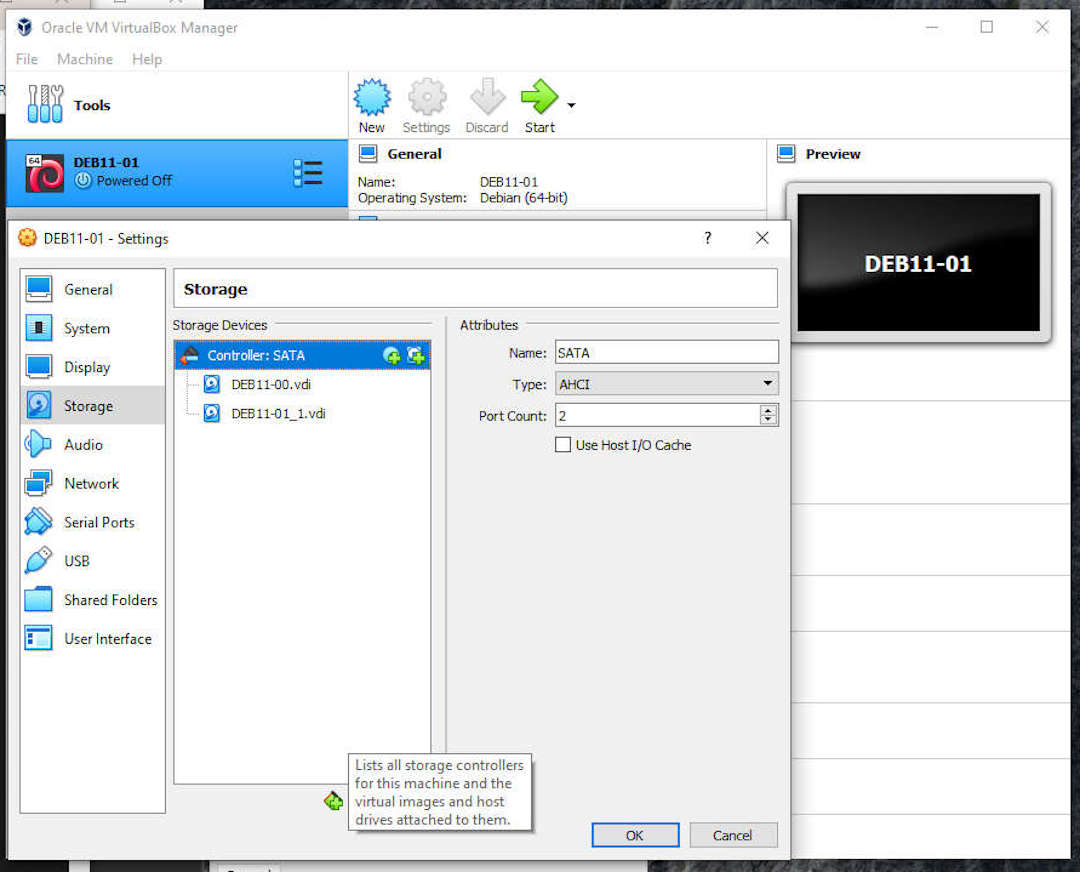 Oracle VM VirtualBox Manager
File Machine Help
Tools
New Settings Discard Start
64
DEB11-01
Powered Off
General
Name: DEB11-01
Operating System: Debian (64-bit)
Preview
DEB11-01
DEB11-01 - Settings
?
General
System
Display
Storage
Audio
Network
Serial Ports
USB
Shared Folders
User Interface
Storage
Storage Devices
Controller: SATA
DEB11-00.vdi
DEB11-01_1.vdi
Attributes
Name: SATA
Type: AHCI
Port Count: 2
Use Host I/O Cache
Lists all storage controllers
for this machine and the
virtual images and host
drives attached to them.
OK Cancel